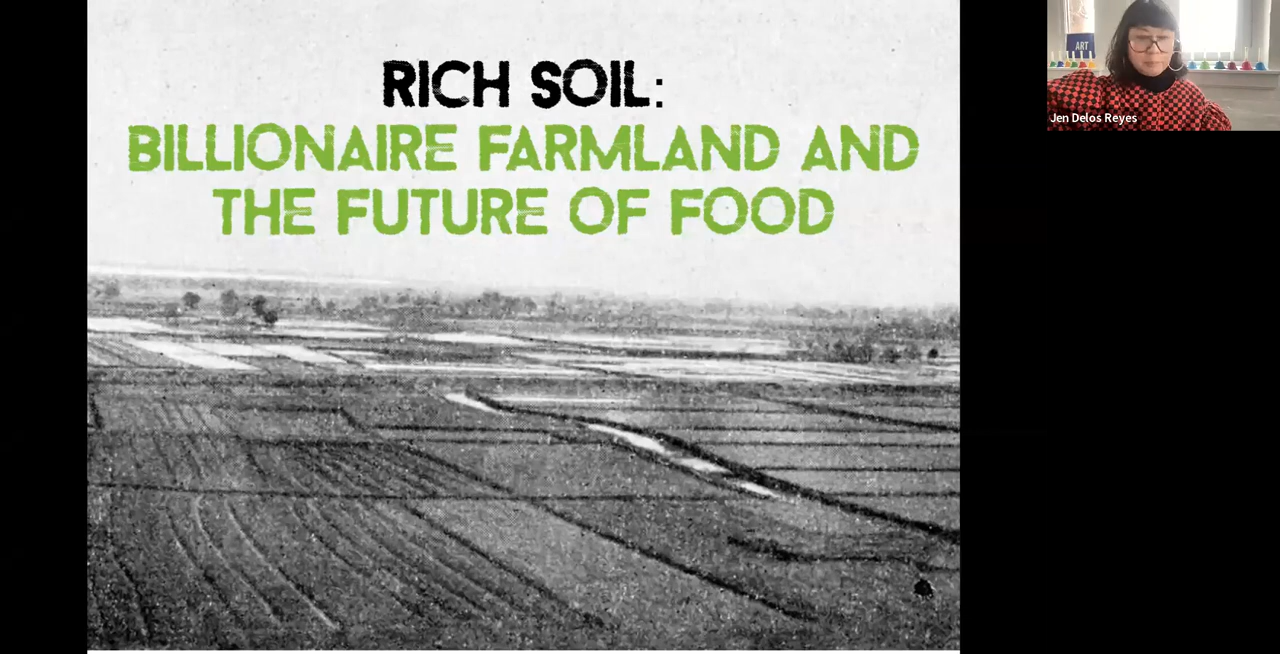 RICH SOIL:
BILLIONAIRE FARMLAND AND
THE FUTURE OF FOOD
ART
Jen Delos Reyes